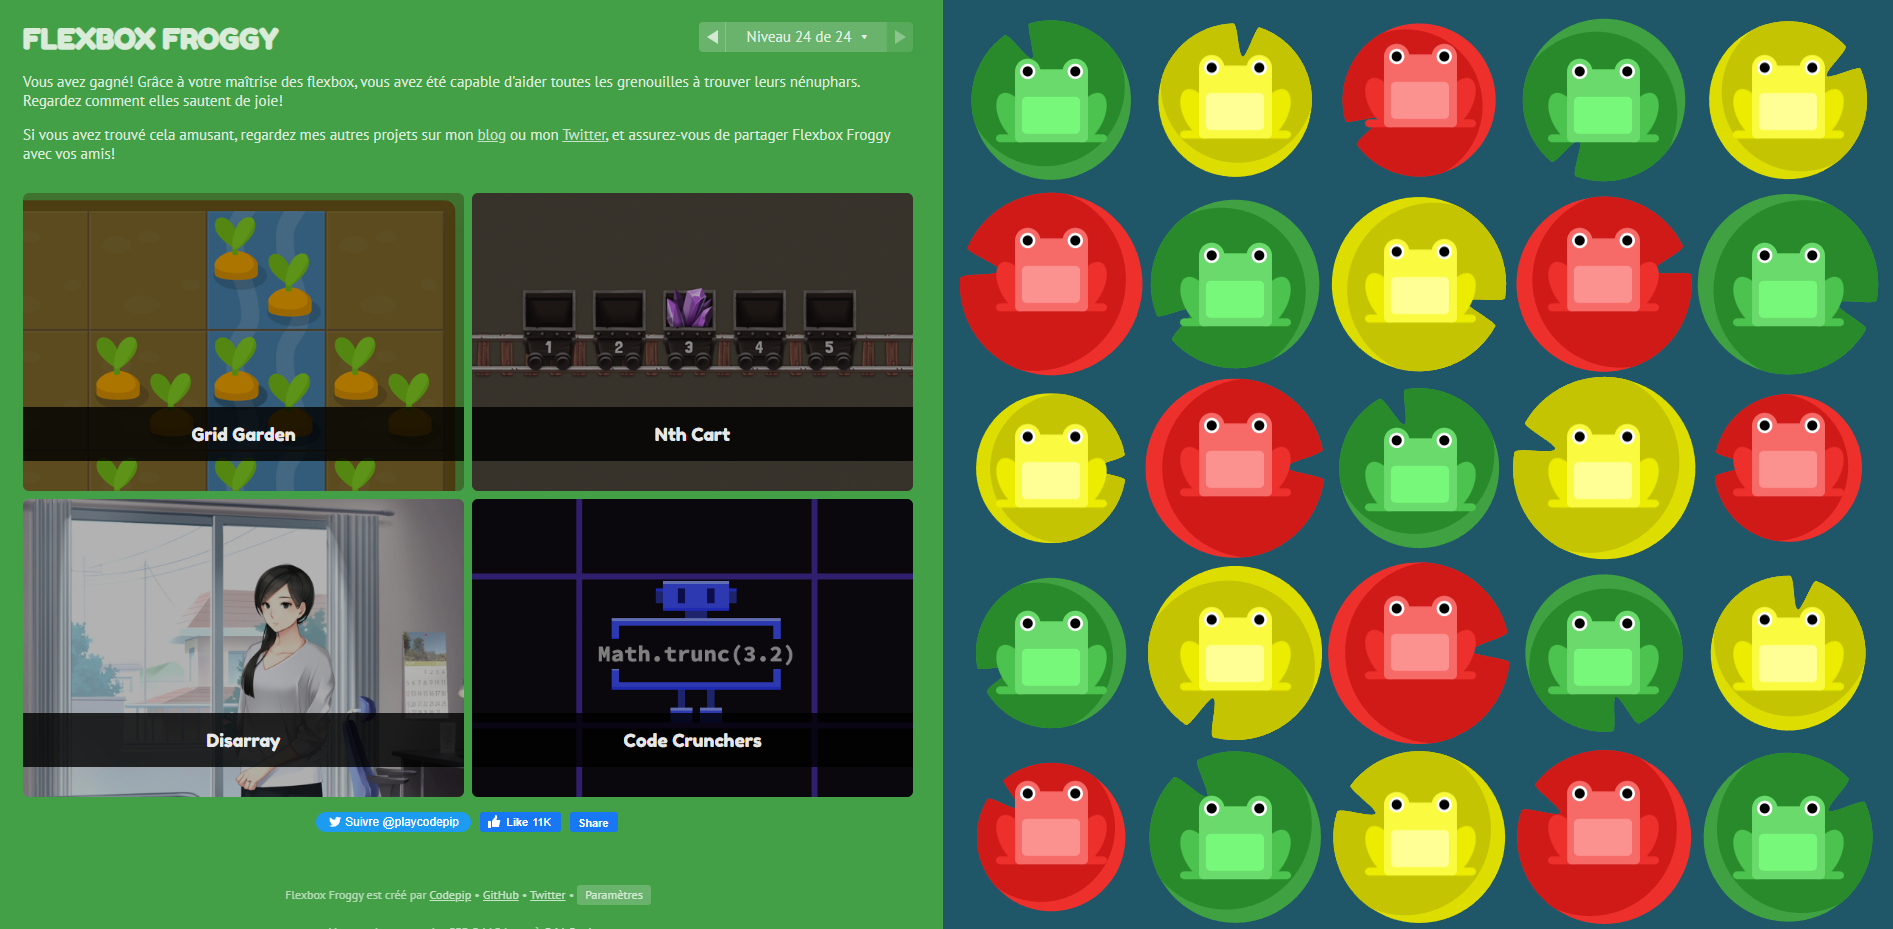 FLEXBOX FROGGY
Niveau 24 de 24
Vous avez gagné! Grâce à votre maîtrise des flexbox, vous avez été capable d'aider toutes les grenouilles à trouver leurs nénuphars.
Regardez comment elles sautent de joie!
Si vous avez trouvé cela amusant, regardez mes autres projets sur mon blog ou mon Twitter, et assurez-vous de partager Flexbox Froggy
avec vos amis!
Grid Garden
1 2 3 4 5
Nth Cart
Disarray
Math.trunc(3.2)
Code Crunchers
Suivre @playcodepip
Like 11K
Share
Flexbox Froggy est créé par Codepip • GitHub • Twitter • Paramètres